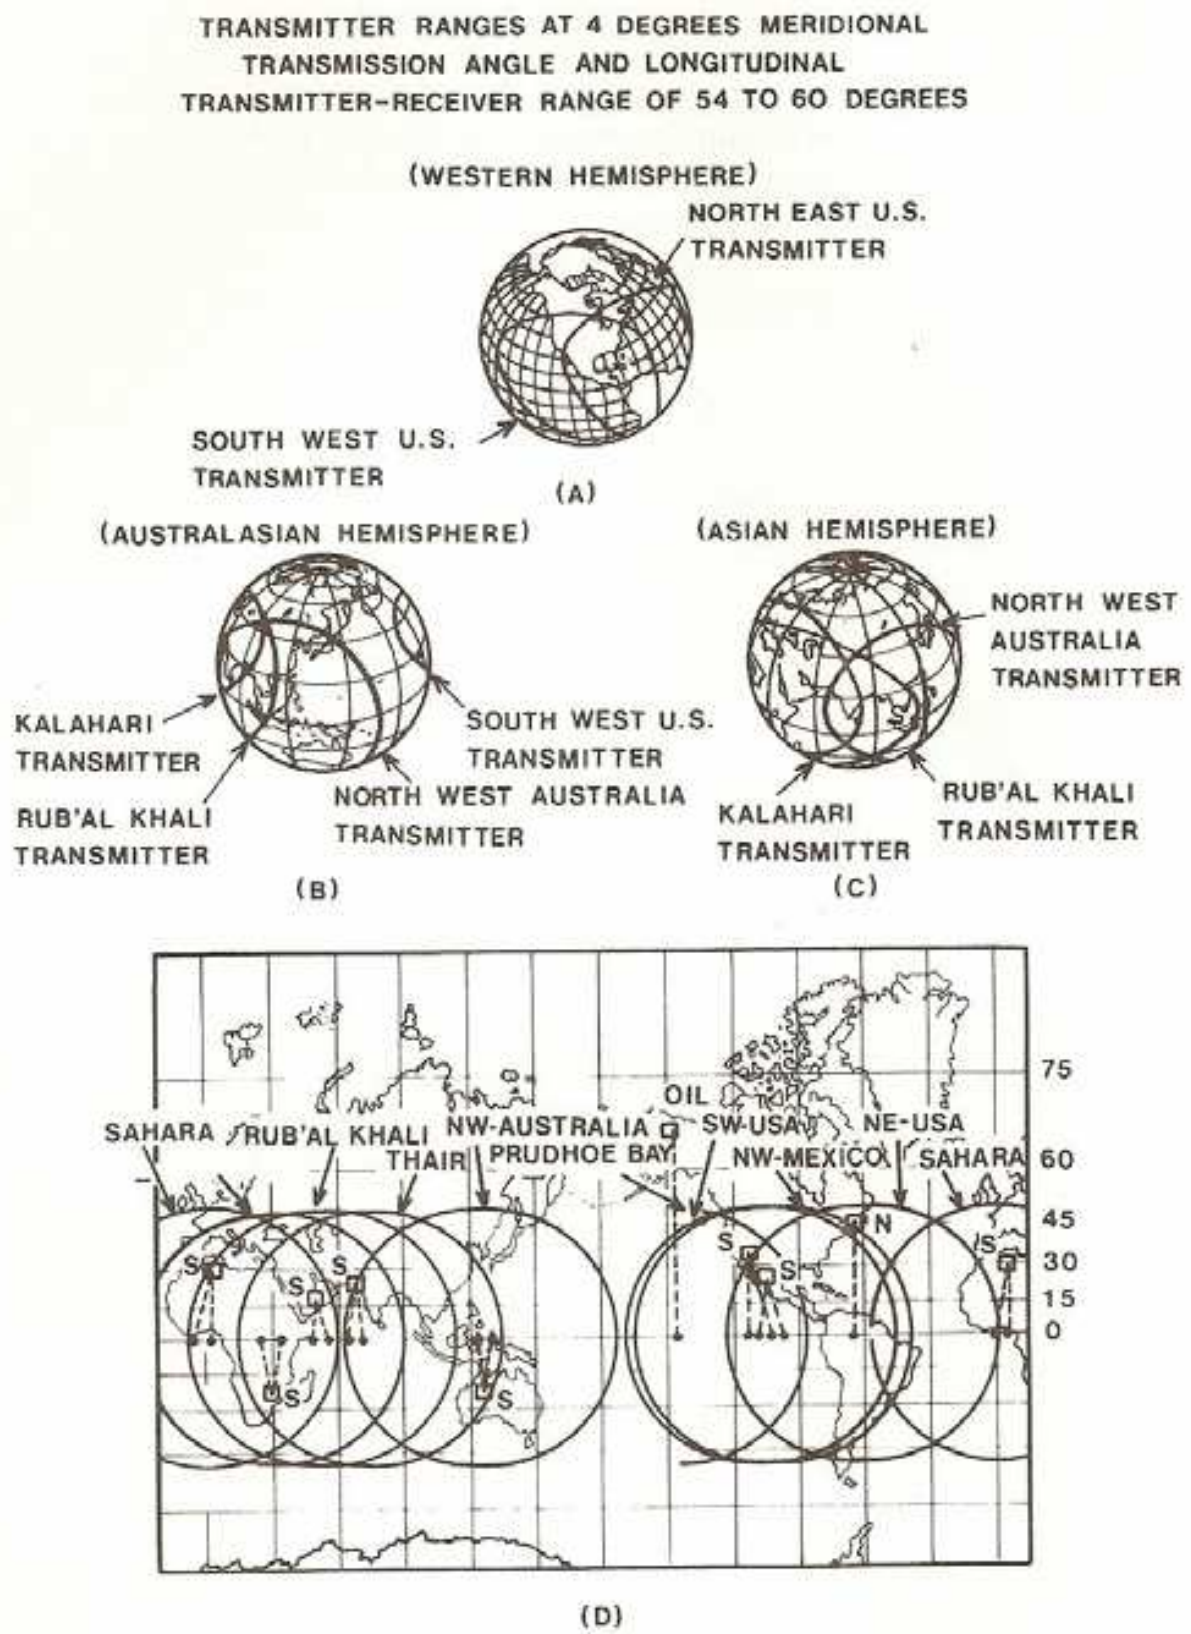 TRANSMITTER RANGES AT 4 DEGREES MERIDIONAL
TRANSMISSION ANGLE AND LONGITUDINAL
TRANSMITTER-RECEIVER RANGE OF 54 TO 60 DEGREES
(WESTERN HEMISPHERE)
NORTH EAST U.S.
TRANSMITTER
SOUTH WEST U.S.
TRANSMITTER
(A)
(AUSTRALASIAN HEMISPHERE)
KALAHARI
TRANSMITTER
RUB'AL KHALI
TRANSMITTER
SOUTH WEST U.S.
TRANSMITTER
NORTH WEST AUSTRALIA
TRANSMITTER
(B)
(ASIAN HEMISPHERE)
NORTH WEST
AUSTRALIA
TRANSMITTER
KALAHARI
TRANSMITTER
RUB'AL KHALI
TRANSMITTER
(C)
75
OIL
SAHARA
RUB'AL KHALI
NW-AUSTRALIA
SW-USA
NE-USA
THAIR
PRUDHOE BAY
NW-MEXICO
SAHARA
60
45
N
S
S
30
S
S
S
S
15
0
S
S
(D)